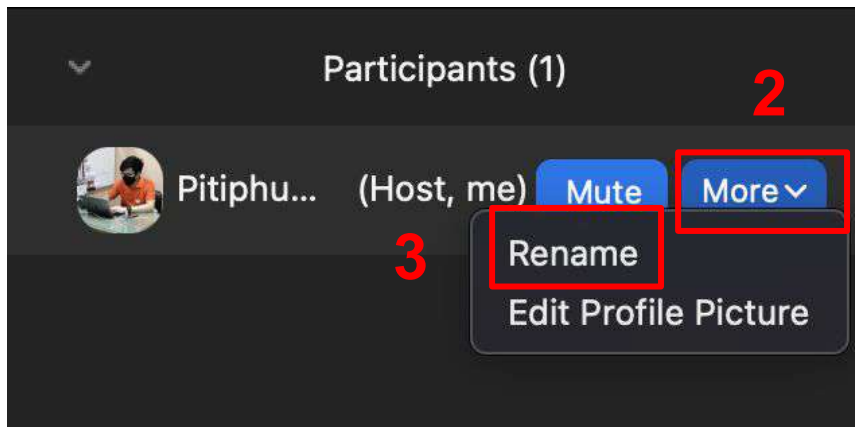 Participants (1)
2
Pitiphu... (Host, me) Mute More
3
Rename
Edit Profile Picture